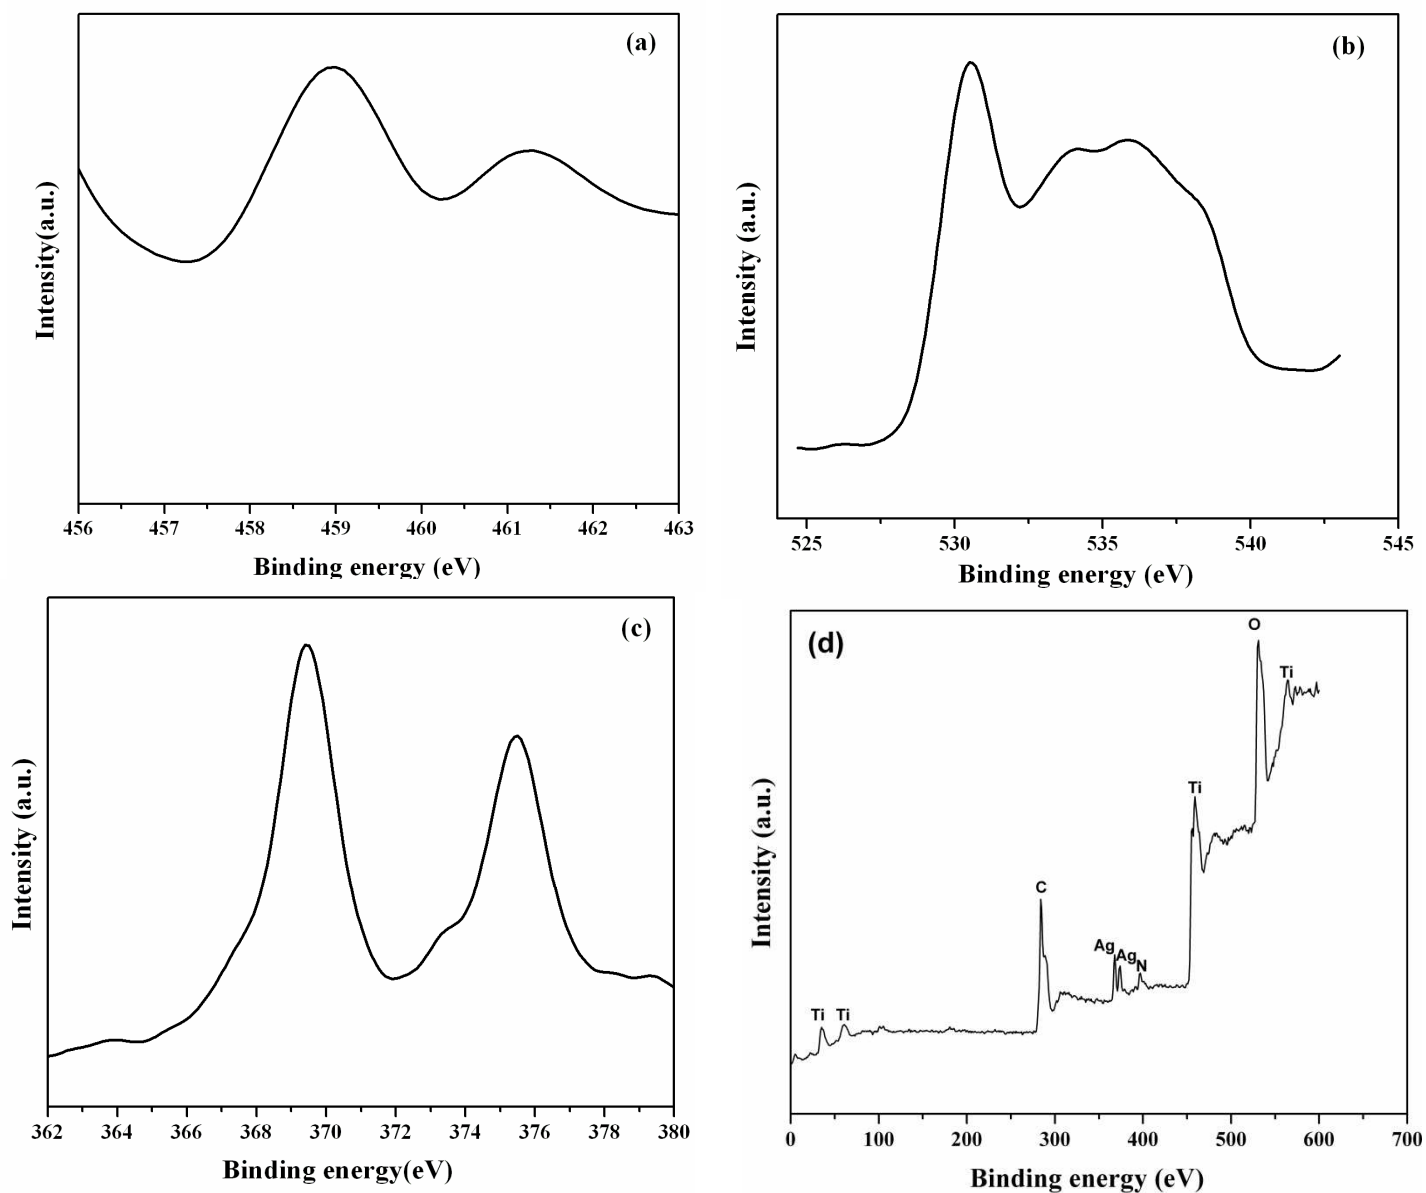 (a)
Intensity(a.u.)
456 457 458 459 460 461 462 463
Binding energy (eV)
(b)
Intensity (a.u.)
525 530 535 540 545
Binding energy (eV)
(c)
Intensity (a.u.)
362 364 366 368 370 372 374 376 378 380
Binding energy(eV)
(d)
O
Ti
Ti
C
Ag
Ag
N
Ti Ti
Intensity (a.u.)
0 100 200 300 400 500 600 700
Binding energy (eV)